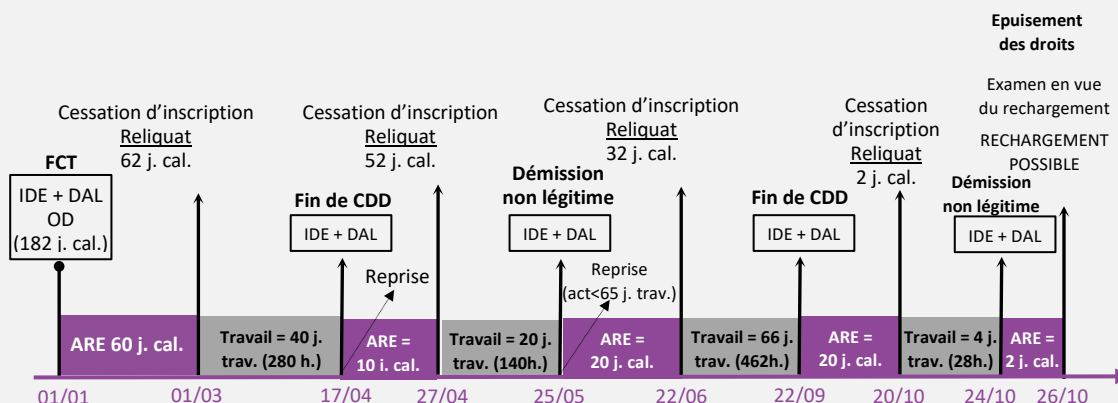 Epuisement
des droits
Examen en vue
du rechargement
RECHARGEMENT
POSSIBLE
Cessation d’inscription
Reliquat
62 j. cal.
Cessation d’inscription
Reliquat
52 j. cal.
Cessation d’inscription
Reliquat
32 j. cal.
Cessation
d’inscription
Reliquat
2 j. cal.
FCT
IDE + DAL
OD
(182 j. cal.)
Fin de CDD
IDE + DAL
Démission
non légitime
IDE + DAL
Fin de CDD
IDE + DAL
Démission
non légitime
IDE + DAL
Reprise
Reprise
(act<65 j. trav.)
ARE 60 j. cal.
Travail = 40 j.
trav. (280 h.)
ARE =
10 j. cal.
Travail = 20 j.
trav. (140h.)
ARE =
20 j. cal.
Travail = 66 j.
trav. (462h.)
ARE =
20 j. cal.
Travail = 4 j.
trav. (28h.)
ARE =
2 j. cal.
01/01
01/03
17/04
27/04
25/05
22/06
22/09
20/10
24/10
26/10